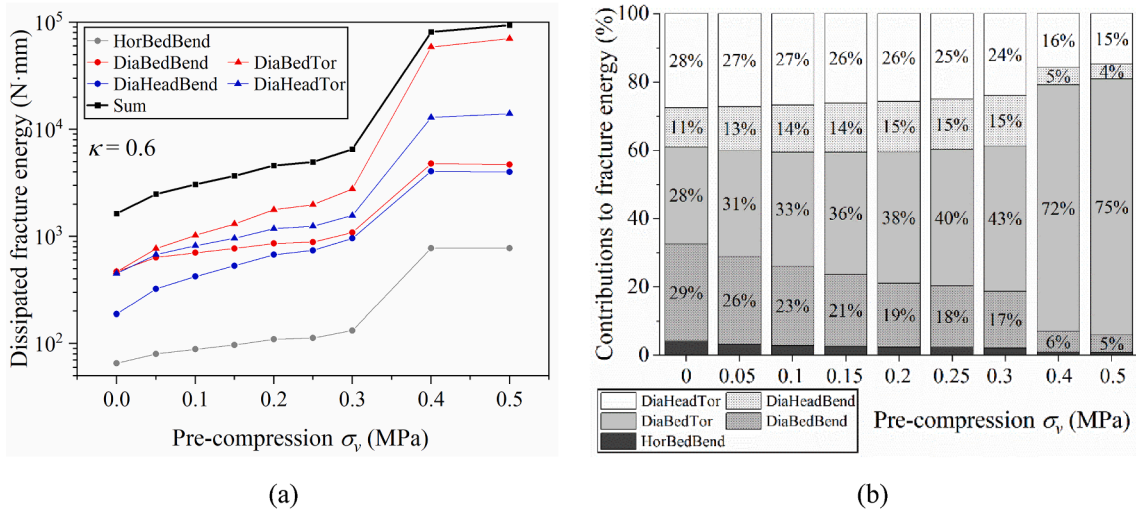 10^5
10^4
10^3
10^2
Dissipated fracture energy (N·mm)
HorBedBend
DiaBedBend DiaBedTor
DiaHeadBend DiaHeadTor
Sum
κ = 0.6
0.0 0.1 0.2 0.3 0.4 0.5
Pre-compression σ_v (MPa)
(a)
Contributions to fracture energy (%)
100
80
60
40
20
0
28% 27% 27% 26% 26% 25% 24% 16% 15%
11% 13% 14% 14% 15% 15% 15% 5% 4%
28% 31% 33% 36% 38% 40% 43% 72% 75%
29% 26% 23% 21% 19% 18% 17% 6% 5%
0 0.05 0.1 0.15 0.2 0.25 0.3 0.4 0.5
DiaHeadTor DiaHeadBend
DiaBedTor DiaBedBend
HorBedBend
Pre-compression σ_v (MPa)
(b)